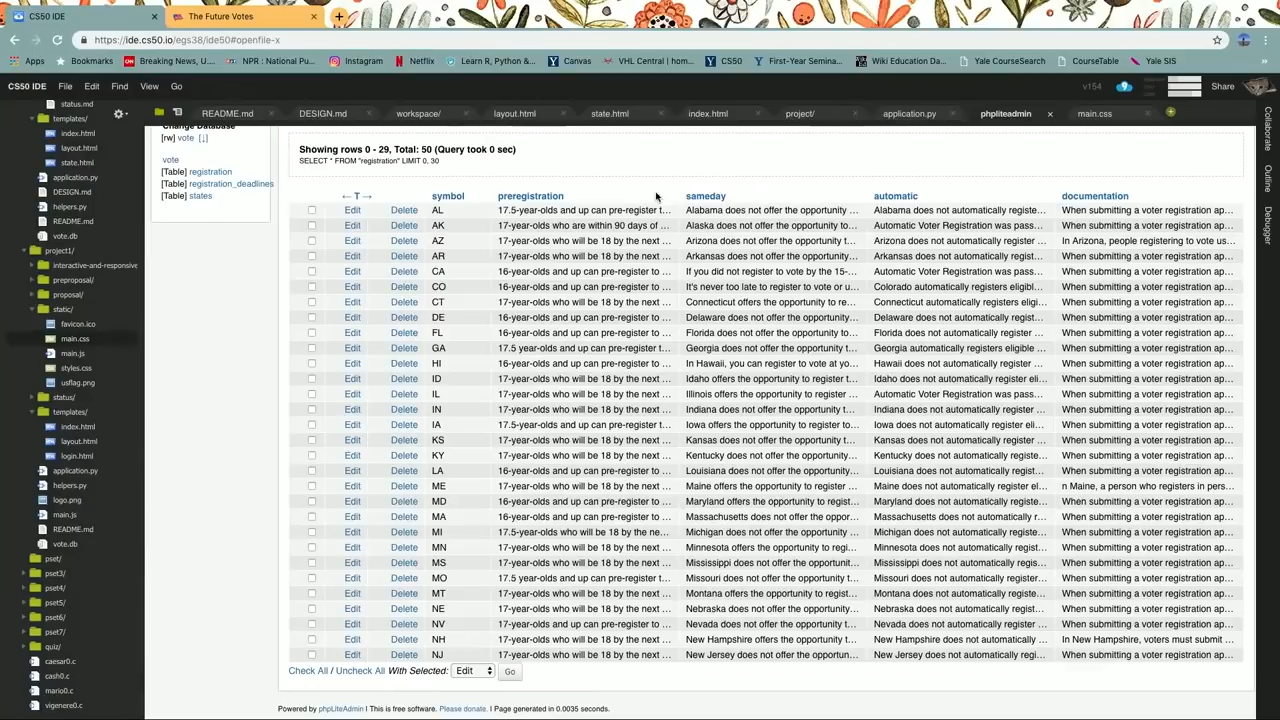 CS50 IDE
The Future Votes
https://ide.cs50.io/egs38/ide50#openfile-x
Apps
Bookmarks
Breaking News, U...
NPR : National Pu...
Instagram
Netflix
Learn R, Python &...
Canvas
VHL Central | hom...
CS50
First-Year Semina...
Wiki Education Da...
Yale CourseSearch
CourseTable
Yale SIS
CS50 IDE File Edit Find View Go
v154
Share
README.md
DESIGN.md
workspace/
layout.html
state.html
index.html
project/
application.py
phpliteadmin
main.css
Collaborate
Outline
Debugger
status.md
templates/
index.html
layout.html
state.html
application.py
DESIGN.md
helpers.py
README.md
vote.db
project1/
interactive-and-responsive
preproposal/
proposal/
static/
favicon.ico
main.css
main.js
styles.css
usflag.png
status/
templates/
index.html
layout.html
login.html
application.py
helpers.py
logo.png
main.js
README.md
vote.db
pset/
pset3/
pset4/
pset5/
pset6/
pset7/
quiz/
caesar0.c
cash0.c
mario0.c
vigenere0.c
Change Database
[rw] vote [↓]
vote
[Table] registration
[Table] registration_deadlines
[Table] states
Showing rows 0 - 29, Total: 50 (Query took 0 sec)
SELECT * FROM "registration" LIMIT 0, 30
← T → symbol preregistration sameday automatic documentation
Edit Delete AL 17.5-year-olds and up can pre-register t... Alabama does not offer the opportunity ... Alabama does not automatically registe... When submitting a voter registration ap...
Edit Delete AK 17-year-olds who are within 90 days of ... Alaska does not offer the opportunity to... Automatic Voter Registration was pass... When submitting a voter registration ap...
Edit Delete AZ 17-year-olds who will be 18 by the next ... Arizona does not offer the opportunity t... Arizona does not automatically register ... In Arizona, people registering to vote us...
Edit Delete AR 17-year-olds who will be 18 by the next ... Arkansas does not offer the opportunity... Arkansas does not automatically regist... When submitting a voter registration ap...
Edit Delete CA 16-year-olds and up can pre-register to ... If you did not register to vote by the 15-... Automatic Voter Registration was pass... When submitting a voter registration ap...
Edit Delete CO 16-year-olds and up can pre-register to ... It's never too late to register to vote or u... Colorado automatically registers eligibl... When submitting a voter registration ap...
Edit Delete CT 17-year-olds who will be 18 by the next ... Connecticut offers the opportunity to re... Connecticut automatically registers eligi... When submitting a voter registration ap...
Edit Delete DE 16-year-olds and up can pre-register to ... Delaware does not offer the opportunity... Delaware does not automatically regist... When submitting a voter registration ap...
Edit Delete FL 16-year-olds and up can pre-register to ... Florida does not offer the opportunity t... Florida does not automatically register ... When submitting a voter registration ap...
Edit Delete GA 17.5 year-olds and up can pre-register t... Georgia does not offer the opportunity t... Georgia automatically registers eligible ... When submitting a voter registration ap...
Edit Delete HI 16-year-olds and up can pre-register to ... In Hawaii, you can register to vote at yo... Hawaii does not automatically register ... When submitting a voter registration ap...
Edit Delete ID 17-year-olds who will be 18 by the next ... Idaho offers the opportunity to register t... Idaho does not automatically register eli... When submitting a voter registration ap...
Edit Delete IL 17-year-olds who will be 18 by the next ... Illinois offers the opportunity to register ... Automatic Voter Registration was pass... When submitting a voter registration ap...
Edit Delete IN 17-year-olds who will be 18 by the next ... Indiana does not offer the opportunity t... Indiana does not automatically register ... When submitting a voter registration ap...
Edit Delete IA 17.5-year-olds and up can pre-register t... Iowa offers the opportunity to register to... Iowa does not automatically register eli... When submitting a voter registration ap...
Edit Delete KS 17-year-olds who will be 18 by the next ... Kansas does not offer the opportunity t... Kansas does not automatically register ... When submitting a voter registration ap...
Edit Delete KY 17-year-olds who will be 18 by the next ... Kentucky does not offer the opportunity... Kentucky does not automatically regist... When submitting a voter registration ap...
Edit Delete LA 16-year-olds and up can pre-register to ... Louisiana does not offer the opportunity... Louisiana does not automatically regist... When submitting a voter registration ap...
Edit Delete ME 17-year-olds who will be 18 by the next ... Maine offers the opportunity to register ... Maine does not automatically register el... n Maine, a person who registers in pers...
Edit Delete MD 16-year-olds and up can pre-register to ... Maryland offers the opportunity to regist... Maryland does not automatically regist... When submitting a voter registration ap...
Edit Delete MA 16-year-olds and up can pre-register to ... Massachusetts does not offer the oppor... Massachusetts does not automatically r... When submitting a voter registration ap...
Edit Delete MI 17.5-year-olds who will be 18 by the ne... Michigan does not offer the opportunity ... Michigan does not automatically regist... When submitting a voter registration ap...
Edit Delete MN 17-year-olds who will be 18 by the next ... Minnesota offers the opportunity to regi... Minnesota does not automatically regist... When submitting a voter registration ap...
Edit Delete MS 17-year-olds who will be 18 by the next ... Mississippi does not offer the opportuni... Mississippi does not automatically regist... When submitting a voter registration ap...
Edit Delete MO 17.5 year-olds and up can pre-register t... Missouri does not offer the opportunity t... Missouri does not automatically register... When submitting a voter registration ap...
Edit Delete MT 17-year-olds who will be 18 by the next ... Montana offers the opportunity to regist... Montana does not automatically registe... When submitting a voter registration ap...
Edit Delete NE 17-year-olds who will be 18 by the next ... Nebraska does not offer the opportunity... Nebraska does not automatically regist... When submitting a voter registration ap...
Edit Delete NV 17-year-olds and up can pre-register to ... Nevada does not offer the opportunity t... Nevada does not automatically register ... When submitting a voter registration ap...
Edit Delete NH 17-year-olds who will be 18 by the next ... New Hampshire offers the opportunity t... New Hampshire does not automatically ... In New Hampshire, voters must submit ...
Edit Delete NJ 17-year-olds who will be 18 by the next ... New Jersey does not offer the opportun... New Jersey does not automatically regi... When submitting a voter registration ap...
Check All / Uncheck All With Selected: Edit Go
Powered by phpLiteAdmin | This is free software. Please donate. | Page generated in 0.0035 seconds.